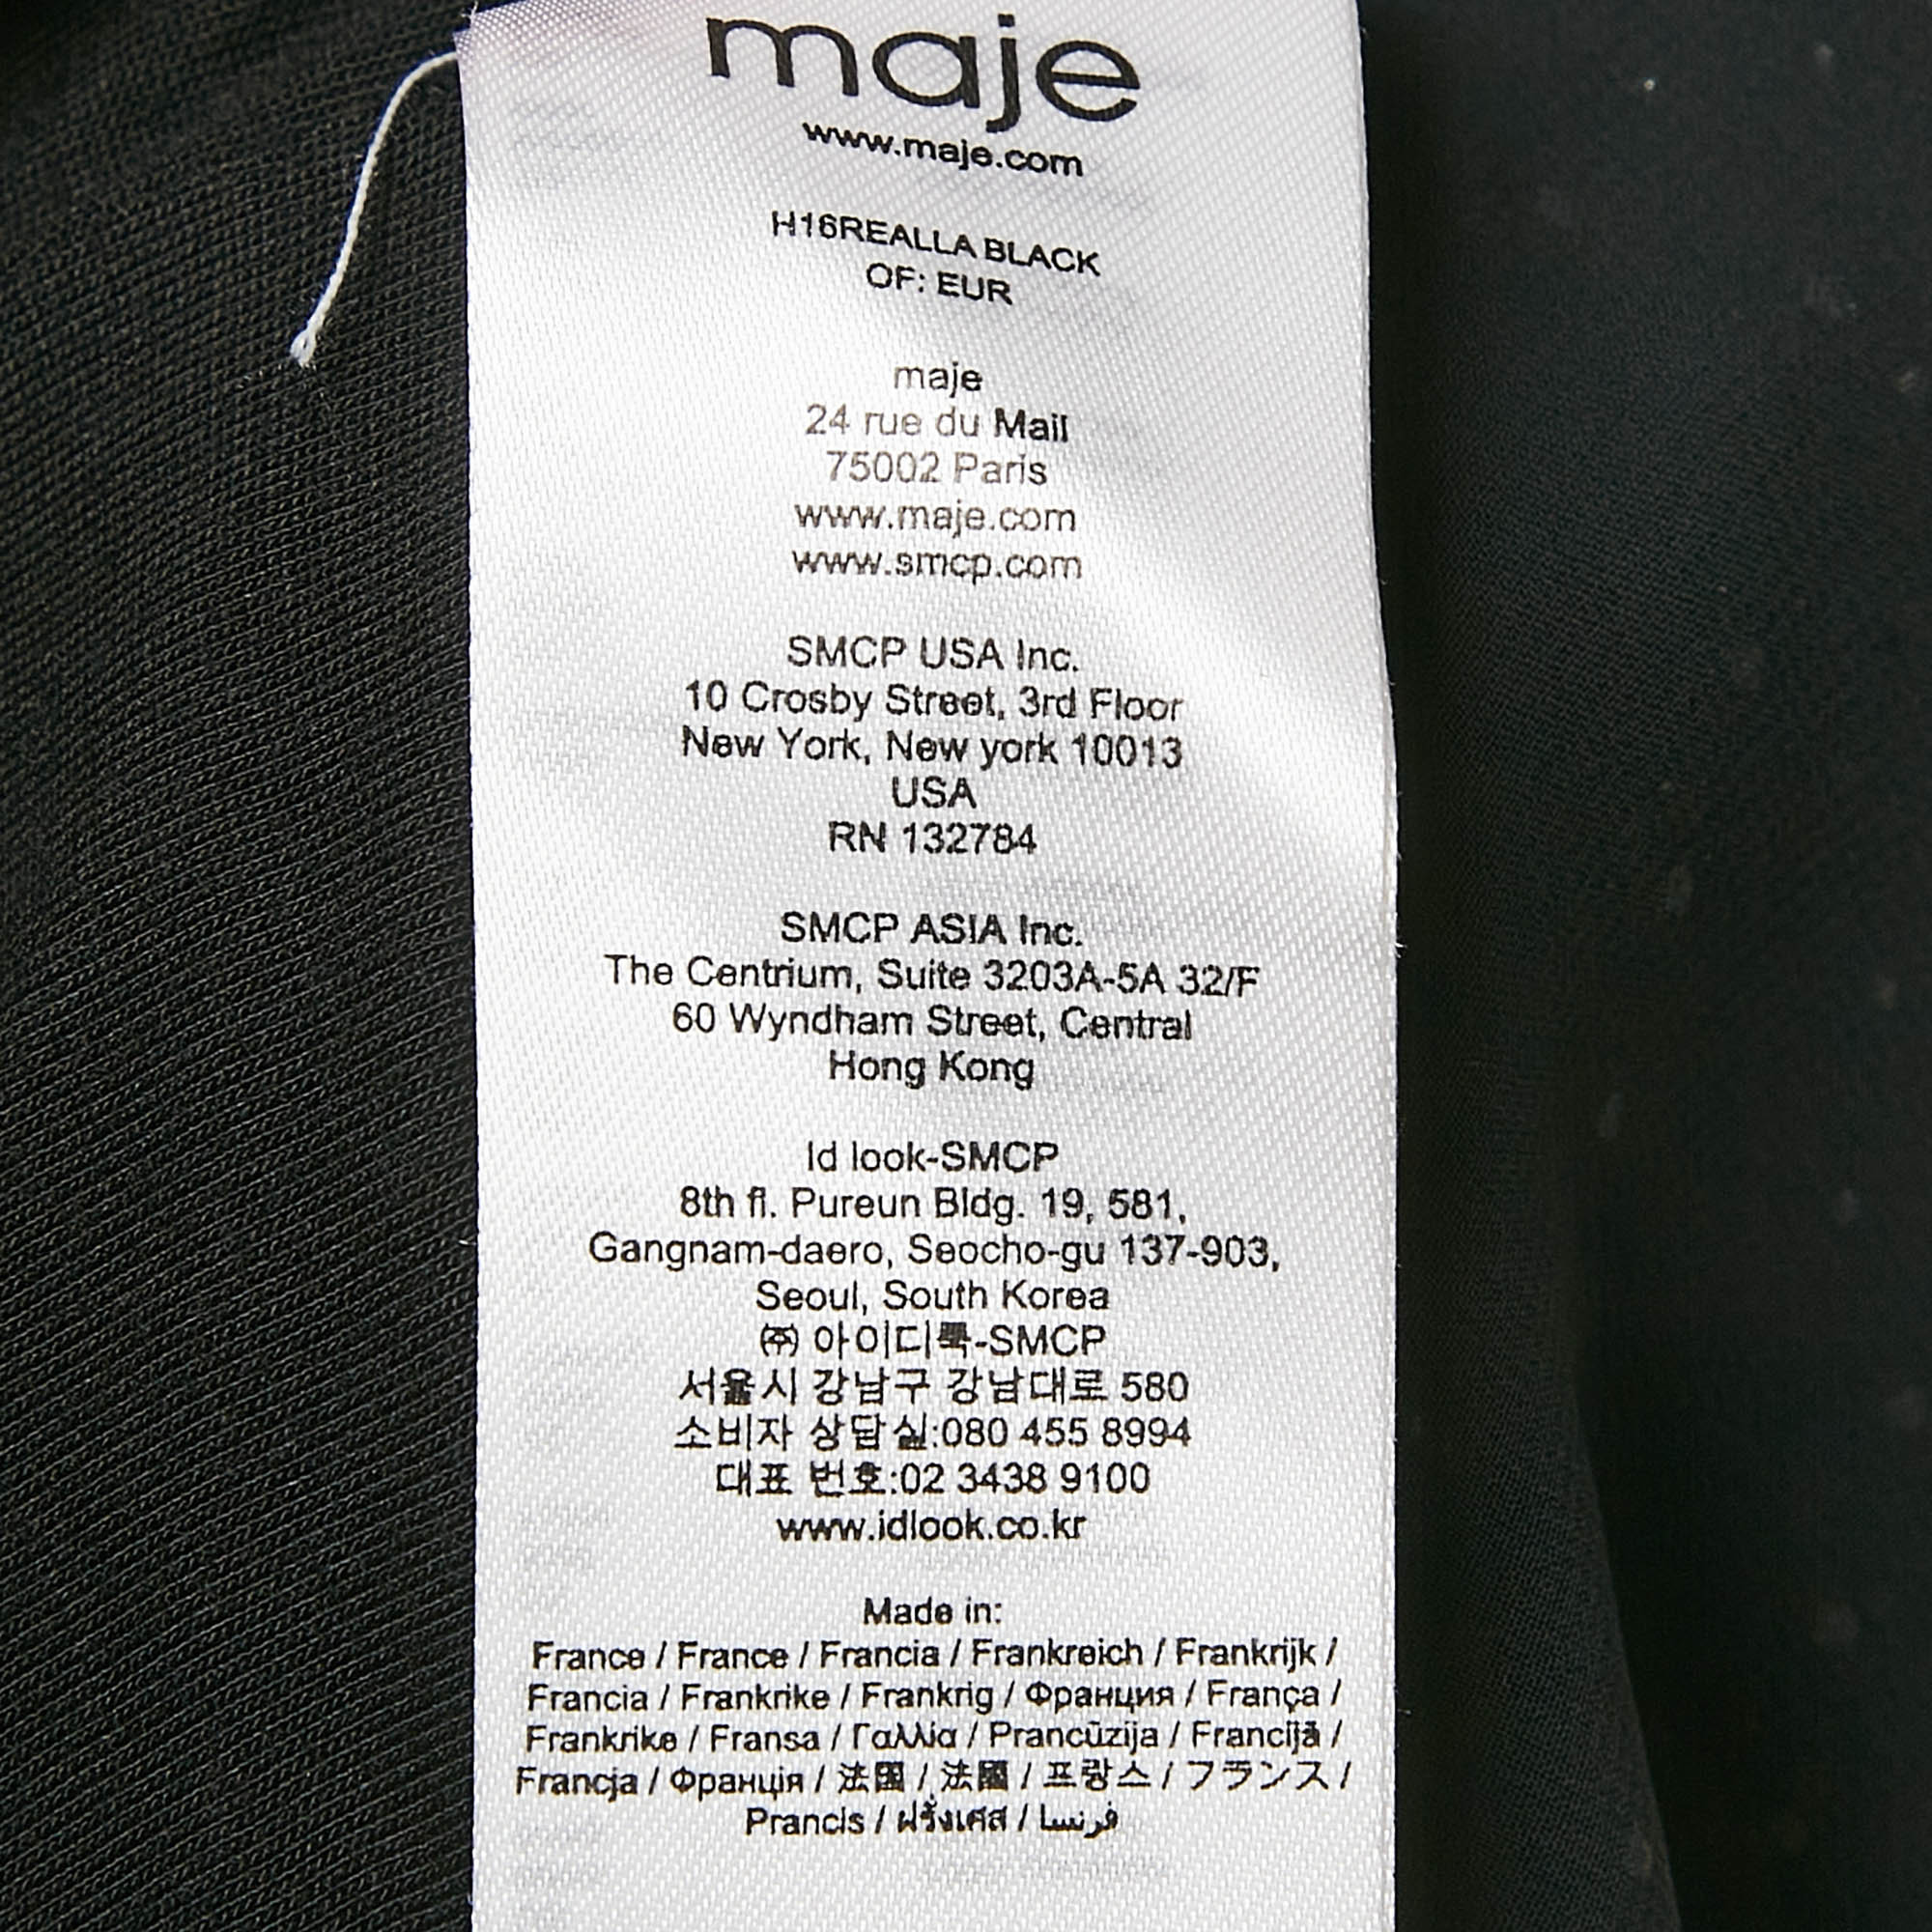 maje
www.maje.com
H16REALLA BLACK
OF: EUR
maje
24 rue du Mail
75002 Paris
www.maje.com
www.smcp.com
SMCP USA Inc.
10 Crosby Street, 3rd Floor
New York, New york 10013
USA
RN 132784
SMCP ASIA Inc.
The Centrium, Suite 3203A-5A 32/F
60 Wyndham Street, Central
Hong Kong
Id look-SMCP
8th fl. Pureun Bldg. 19, 581,
Gangnam-daero, Seocho-gu 137-903,
Seoul, South Korea
㈜ 아이디룩-SMCP
서울시 강남구 강남대로 580
소비자 상담실:080 455 8994
대표 번호:02 3438 9100
www.idlook.co.kr
Made in:
France / France / Francia / Frankreich / Frankrijk /
Francia / Frankrike / Frankrig / Франция / França /
Frankrike / Fransa / Γαλλία / Prancūzija / Francijā /
Francja / Франція / 法国 / 法國 / 프랑스 / フランス /
Prancis / ฝรั่งเศส / فرنسا